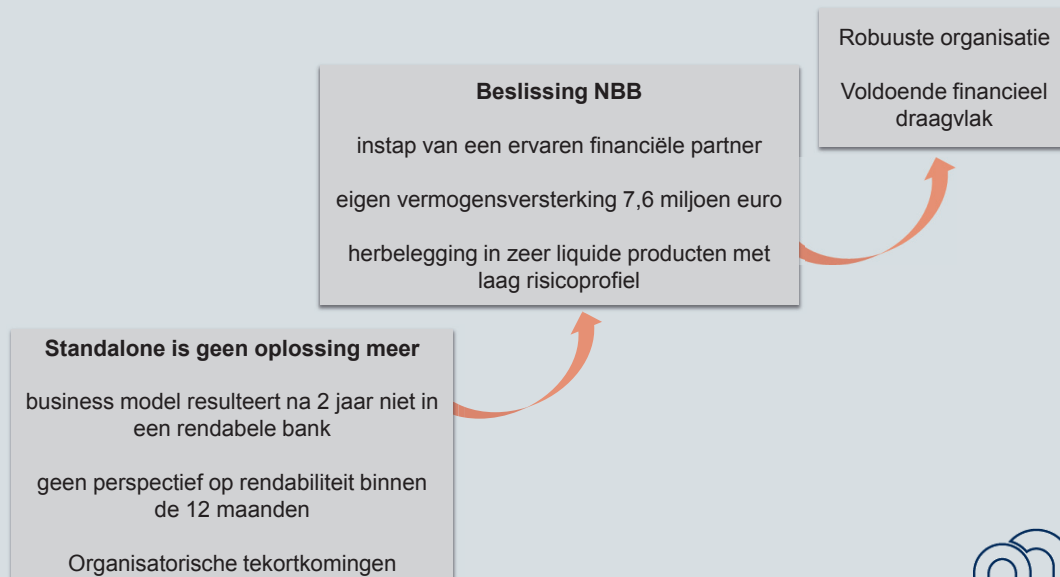 Robuuste organisatie
Voldoende financieel
draagvlak
Beslissing NBB
instap van een ervaren financiële partner
eigen vermogensversterking 7,6 miljoen euro
herbelegging in zeer liquide producten met
laag risicoprofiel
Standalone is geen oplossing meer
business model resulteert na 2 jaar niet in
een rendabele bank
geen perspectief op rendabiliteit binnen
de 12 maanden
Organisatorische tekortkomingen